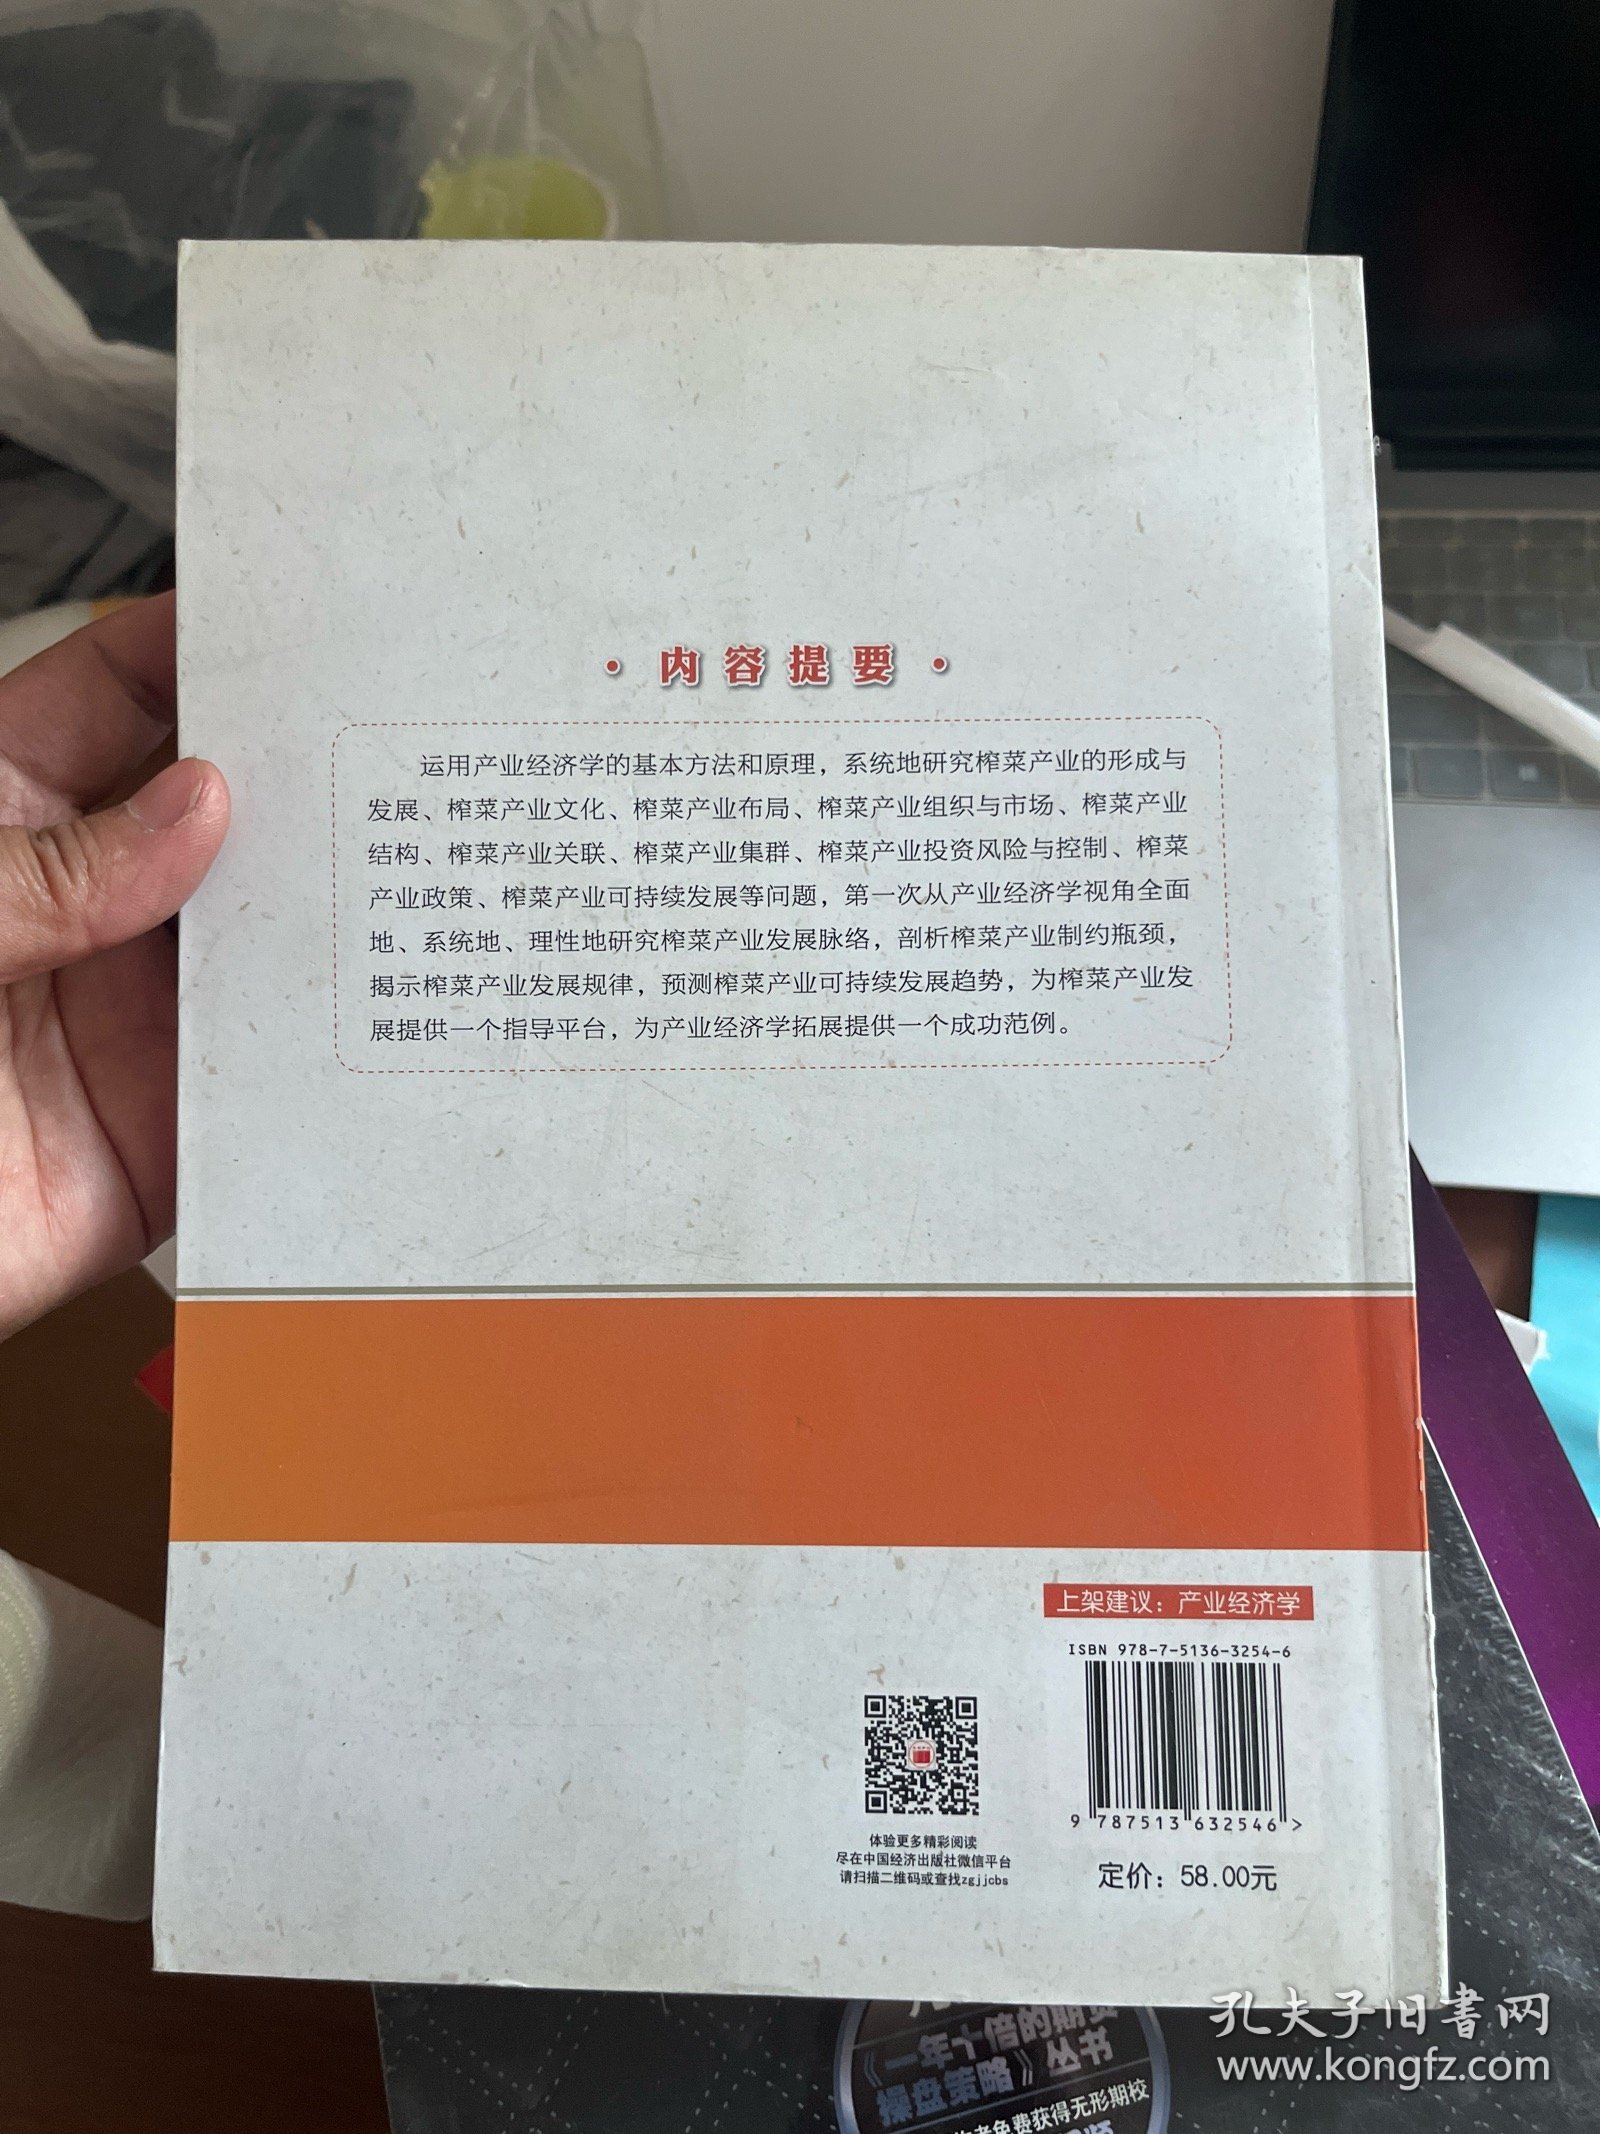 · 内容提要 ·
运用产业经济学的基本方法和原理，系统地研究榨菜产业的形成与
发展、榨菜产业文化、榨菜产业布局、榨菜产业组织与市场、榨菜产业
结构、榨菜产业关联、榨菜产业集群、榨菜产业投资风险与控制、榨菜
产业政策、榨菜产业可持续发展等问题，第一次从产业经济学视角全面
地、系统地、理性地研究榨菜产业发展脉络，剖析榨菜产业制约瓶颈，
揭示榨菜产业发展规律，预测榨菜产业可持续发展趋势，为榨菜产业发
展提供一个指导平台，为产业经济学拓展提供一个成功范例。
上架建议：产业经济学
ISBN 978-7-5136-3254-6
9 787513 632546 >
定价：58.00元
体验更多精彩阅读
尽在中国经济出版社微信平台
请扫描二维码或查找zgjjcbs
《一年十倍的期货
操盘策略》丛书
者免费获得无形期校
孔夫子旧书网
www.kongfz.com